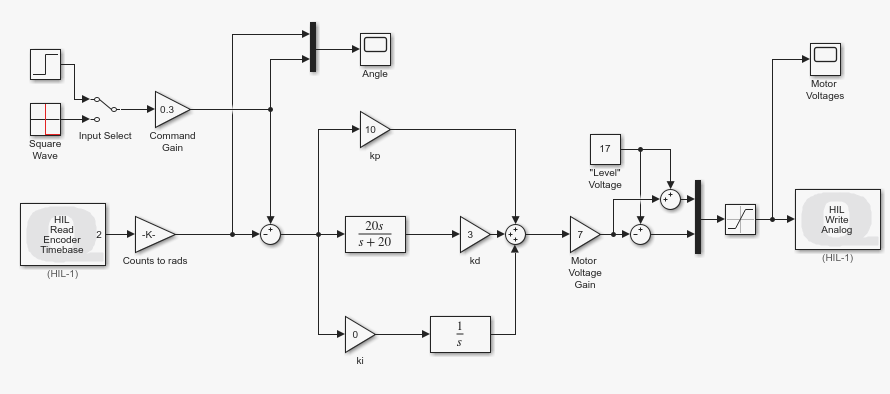 Angle
0.3
Square
Wave
Input Select
Command
Gain
10
kp
Motor
Voltages
17
"Level"
Voltage
HIL
Read
Encoder
Timebase
2
(HIL-1)
-K-
Counts to rads
+
−
20s
s + 20
3
kd
+
+
+
7
Motor
Voltage
Gain
+
+
+
−
HIL
Write
Analog
(HIL-1)
0
ki
1
s